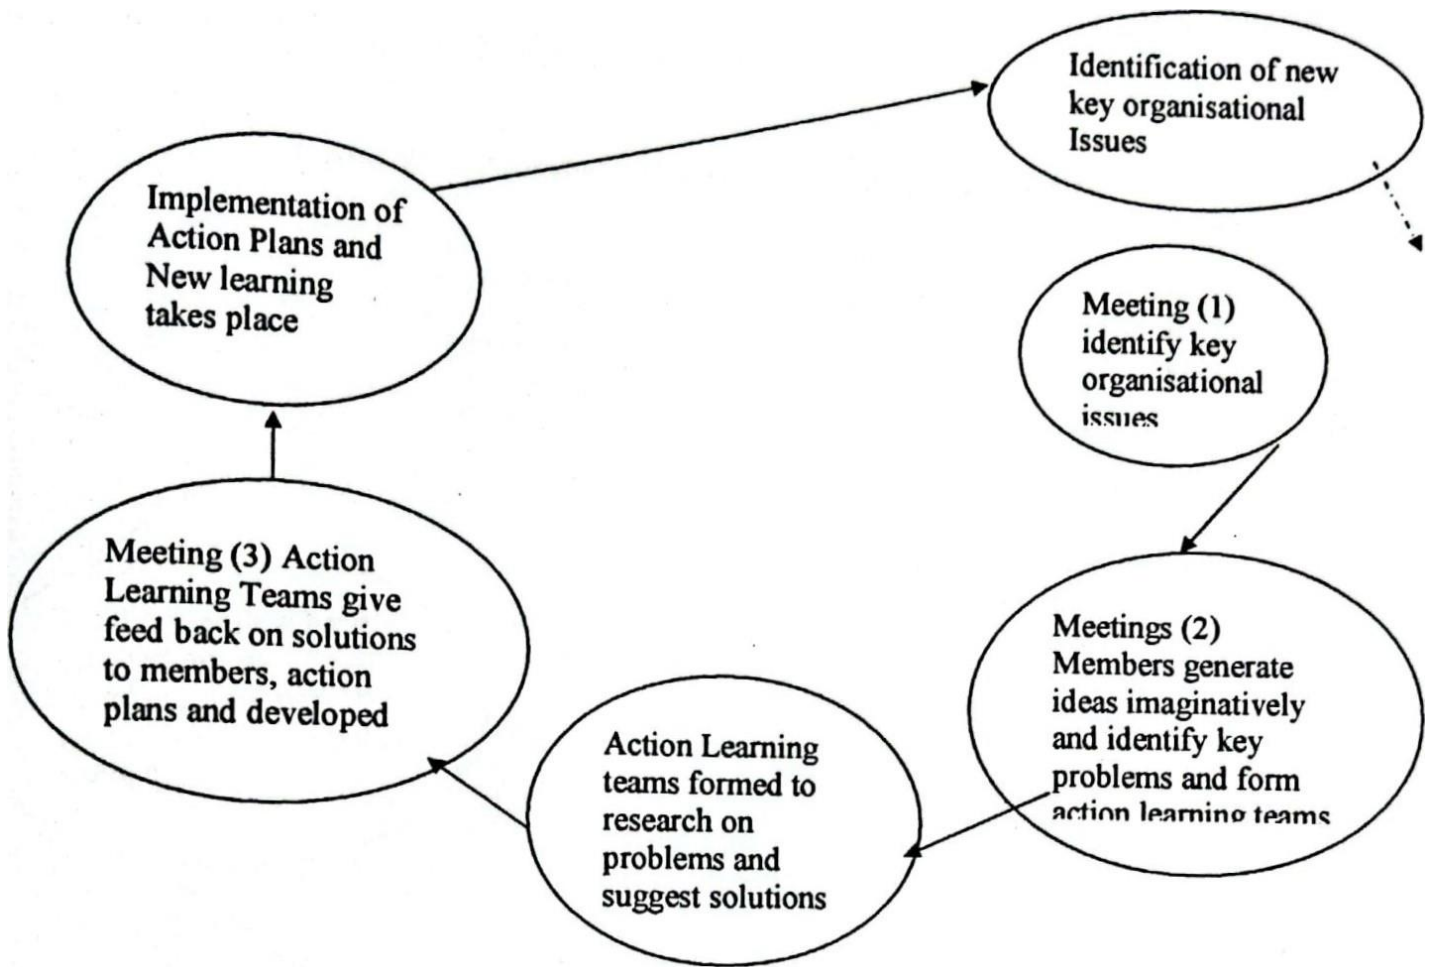 Identification of new
key organisational
Issues
Implementation of
Action Plans and
New learning
takes place
Meeting (1)
identify key
organisational
issues
Meeting (3) Action
Learning Teams give
feed back on solutions
to members, action
plans and developed
Meetings (2)
Members generate
ideas imaginatively
and identify key
problems and form
action learning teams
Action Learning
teams formed to
research on
problems and
suggest solutions